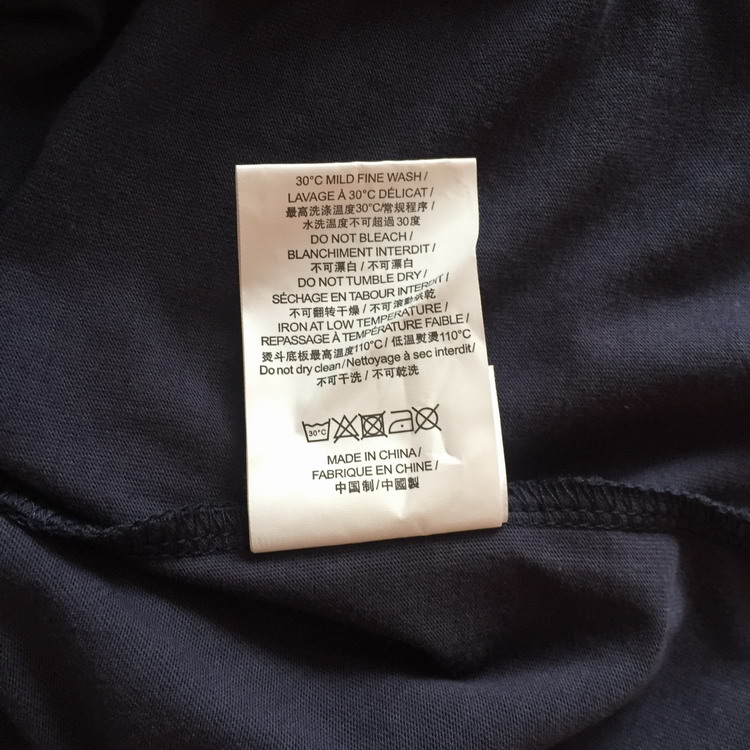 30°C MILD FINE WASH /
LAVAGE À 30°C DÉLICAT /
最高洗涤温度30°C/常规程序 /
水洗温度不可超過30度
DO NOT BLEACH /
BLANCHIMENT INTERDIT /
不可漂白 / 不可漂白
DO NOT TUMBLE DRY /
SÉCHAGE EN TABOUR INTERDIT /
不可翻转干燥 / 不可滚動烘乾
IRON AT LOW TEMPERATURE /
REPASSAGE À TEMPÉRATURE FAIBLE /
烫斗底板最高温度110°C / 低溫熨燙110°C
Do not dry clean / Nettoyage à sec interdit /
不可干洗 / 不可乾洗
30°C
MADE IN CHINA /
FABRIQUE EN CHINE /
中国制 / 中國製